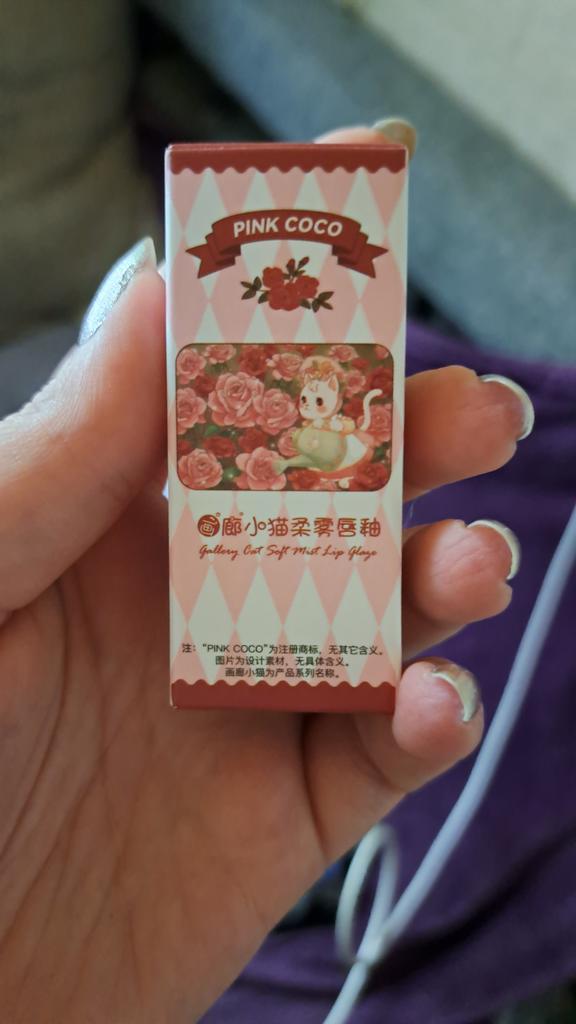 PINK COCO
画廊小猫柔雾唇釉
Gallery Cat Soft Mist Lip Glaze
注：“PINK COCO”为注册商标，无其它含义。
图片为设计素材，无具体含义。
画廊小猫为产品系列名称。